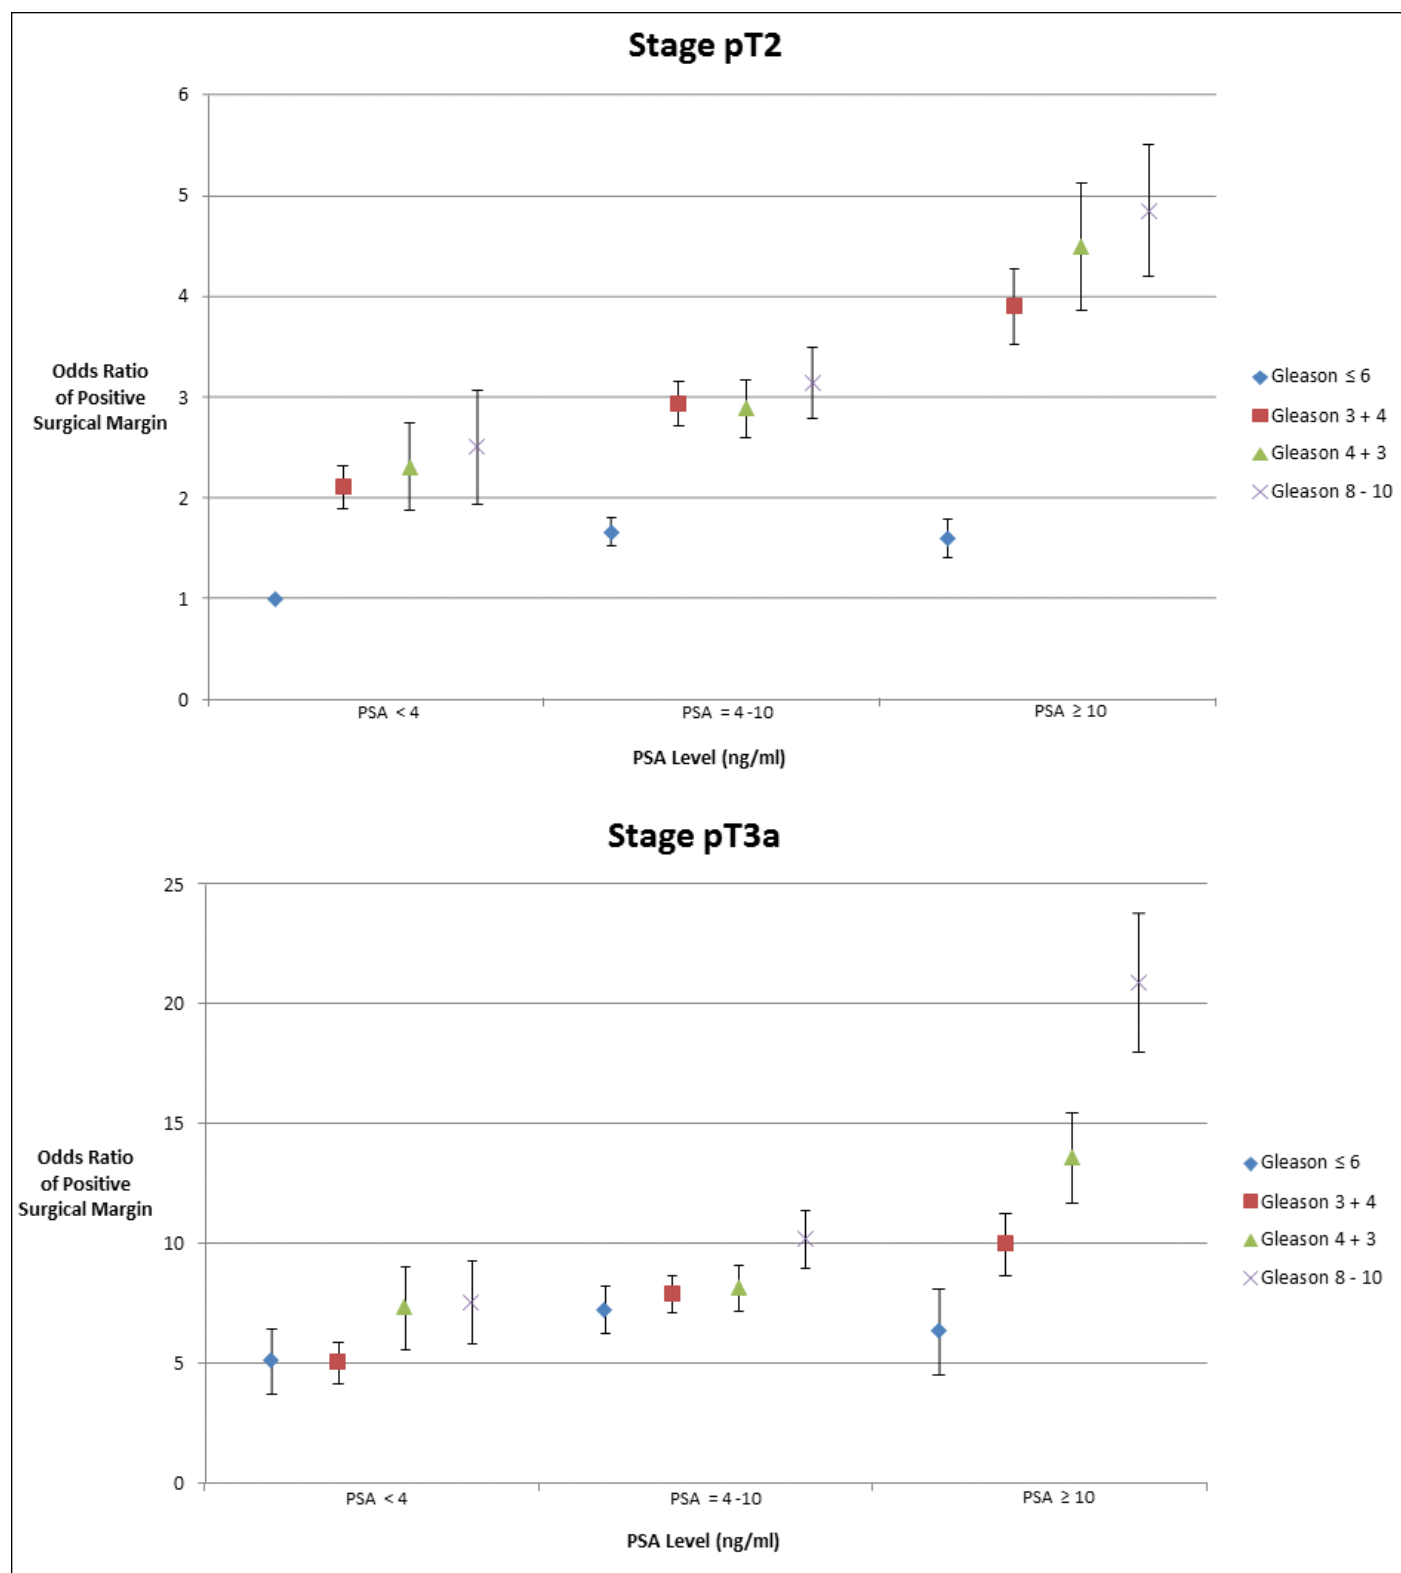 Stage pT2
6
5
4
3
2
1
0
Odds Ratio
of Positive
Surgical Margin
PSA < 4
PSA = 4 -10
PSA ≥ 10
PSA Level (ng/ml)
Gleason ≤ 6
Gleason 3 + 4
Gleason 4 + 3
Gleason 8 - 10
Stage pT3a
25
20
15
10
5
0
Odds Ratio
of Positive
Surgical Margin
PSA < 4
PSA = 4 -10
PSA ≥ 10
PSA Level (ng/ml)
Gleason ≤ 6
Gleason 3 + 4
Gleason 4 + 3
Gleason 8 - 10